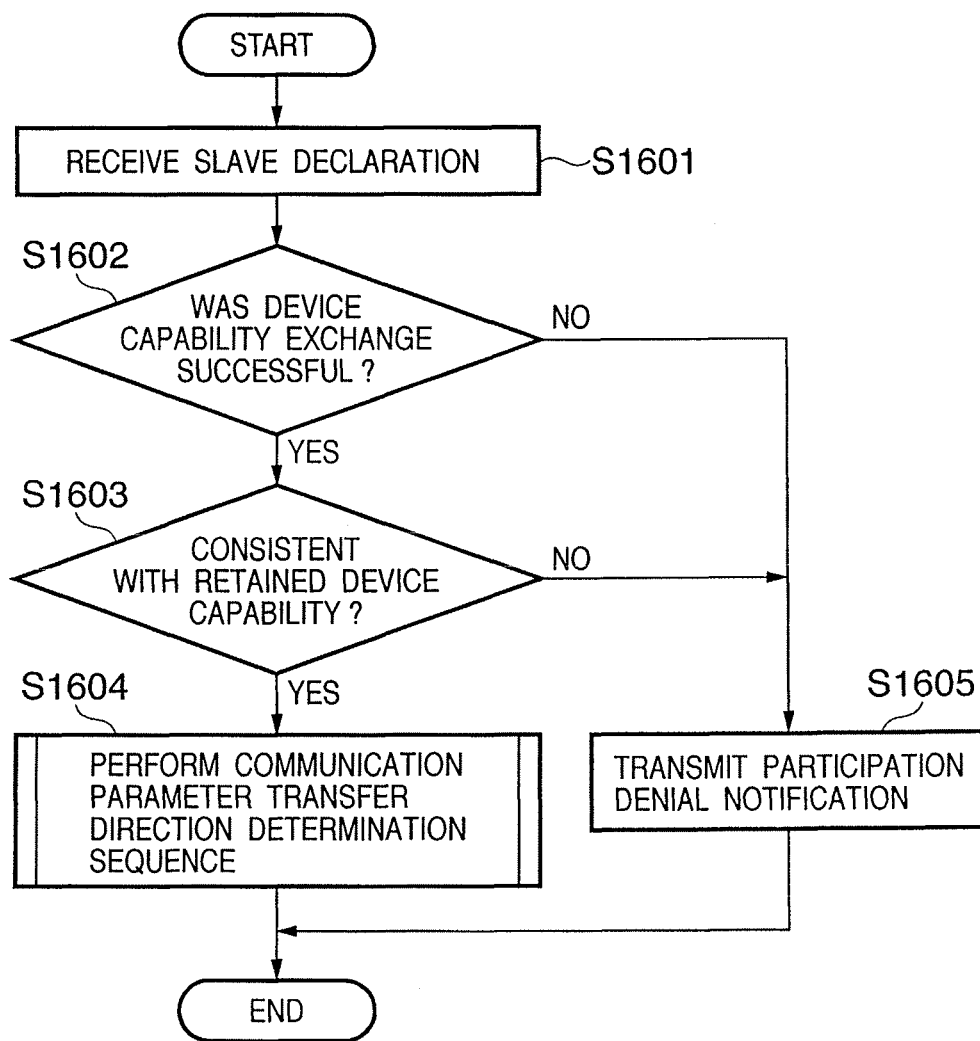 START
RECEIVE SLAVE DECLARATION
S1601
S1602
WAS DEVICE
CAPABILITY EXCHANGE
SUCCESSFUL ?
NO
YES
S1603
CONSISTENT
WITH RETAINED DEVICE
CAPABILITY ?
NO
YES
S1604
PERFORM COMMUNICATION
PARAMETER TRANSFER
DIRECTION DETERMINATION
SEQUENCE
S1605
TRANSMIT PARTICIPATION
DENIAL NOTIFICATION
END